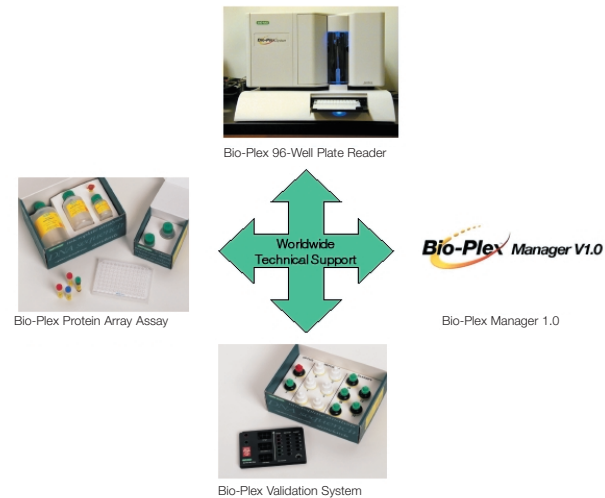 Bio-Plex 96-Well Plate Reader
Worldwide
Technical Support
Bio-Plex Manager V1.0
Bio-Plex Protein Array Assay
Bio-Plex Manager 1.0
Bio-Plex Validation System